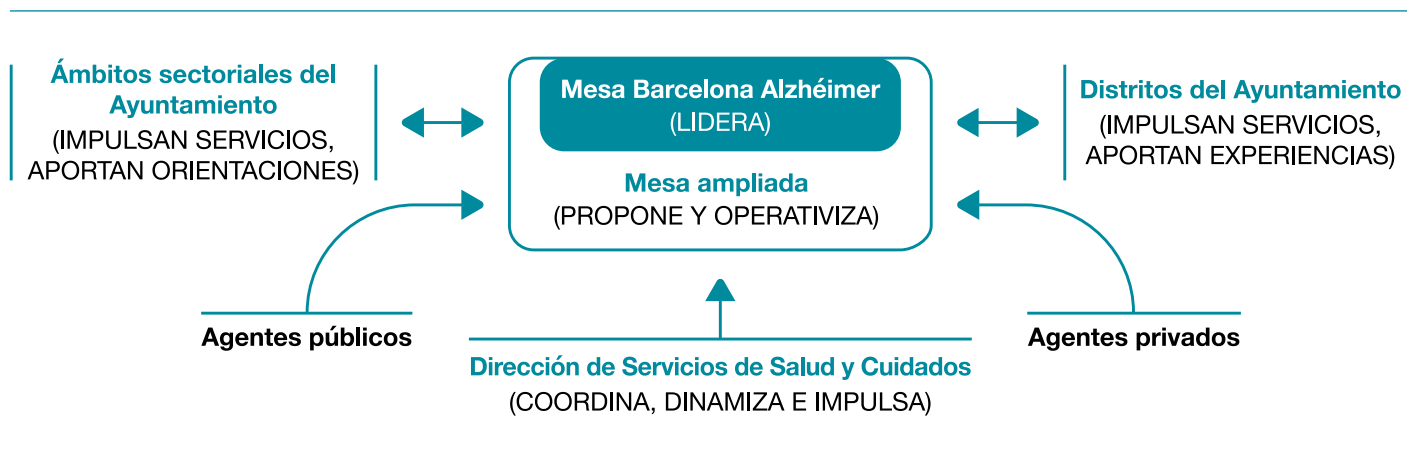 Ámbitos sectoriales del
Ayuntamiento
(IMPULSAN SERVICIOS,
APORTAN ORIENTACIONES)
Mesa Barcelona Alzhéimer
(LIDERA)
Mesa ampliada
(PROPONE Y OPERATIVIZA)
Distritos del Ayuntamiento
(IMPULSAN SERVICIOS,
APORTAN EXPERIENCIAS)
Agentes públicos
Dirección de Servicios de Salud y Cuidados
(COORDINA, DINAMIZA E IMPULSA)
Agentes privados